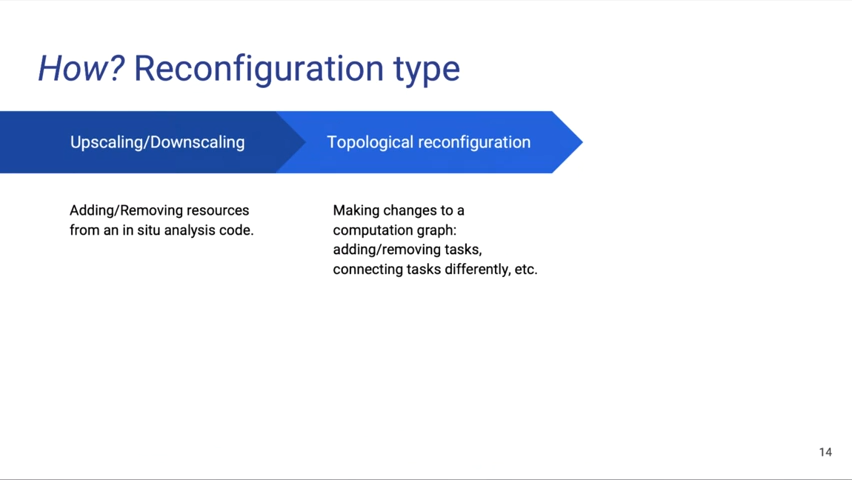 How? Reconfiguration type
Upscaling/Downscaling
Topological reconfiguration
Adding/Removing resources
from an in situ analysis code.
Making changes to a
computation graph:
adding/removing tasks,
connecting tasks differently, etc.
14